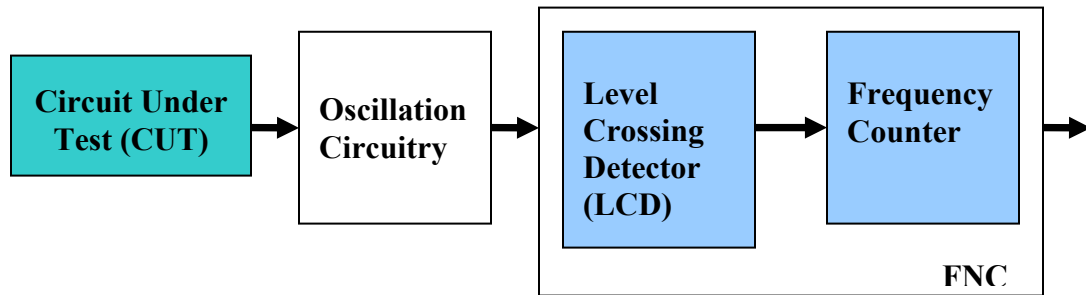 Circuit Under
Test (CUT)
Oscillation
Circuitry
Level
Crossing
Detector
(LCD)
Frequency
Counter
FNC